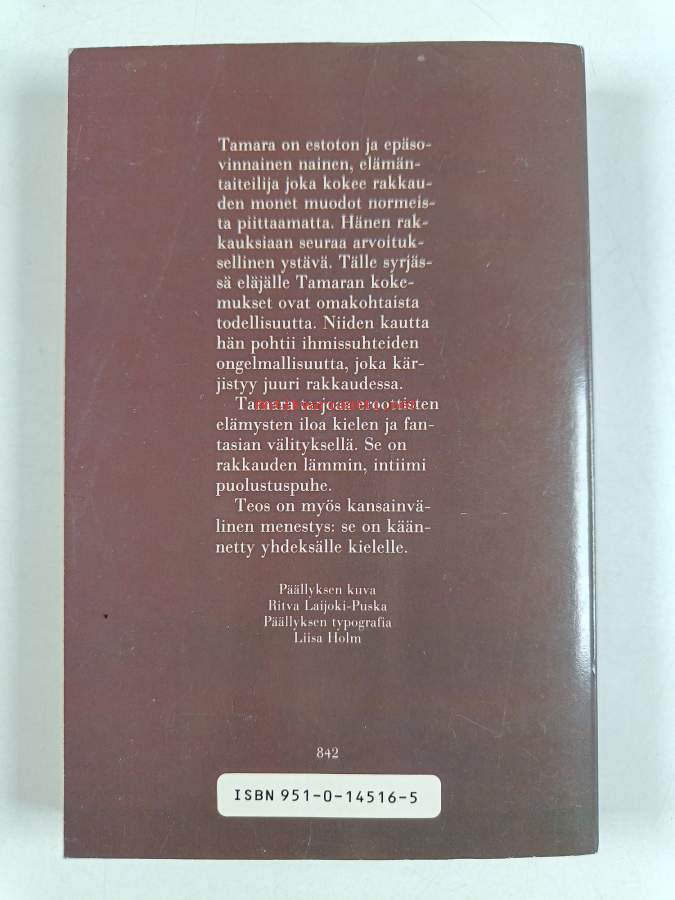 Tamara on estoton ja epäso-
vinnainen nainen, elämän-
taiteilija joka kokee rakkau-
den monet muodot normeis-
ta piittaamatta. Hänen rak-
kauksiaan seuraa arvoituk-
sellinen ystävä. Tälle syrjäs-
sä eläjälle Tamaran koke-
mukset ovat omakohtaista
todellisuutta. Niiden kautta
hän pohtii ihmissuhteiden
ongelmallisuutta, joka kär-
jistyy juuri rakkaudessa.
Tamara tarjoaa eroottisten
elämysten iloa kielen ja fan-
tasian välityksellä. Se on
rakkauden lämmin, intiimi
puolustuspuhe.
Teos on myös kansainvä-
linen menestys: se on kään-
netty yhdeksälle kielelle.
Päällyksen kuva
Ritva Laijoki-Puska
Päällyksen typografia
Liisa Holm
842
ISBN 951-0-14516-5